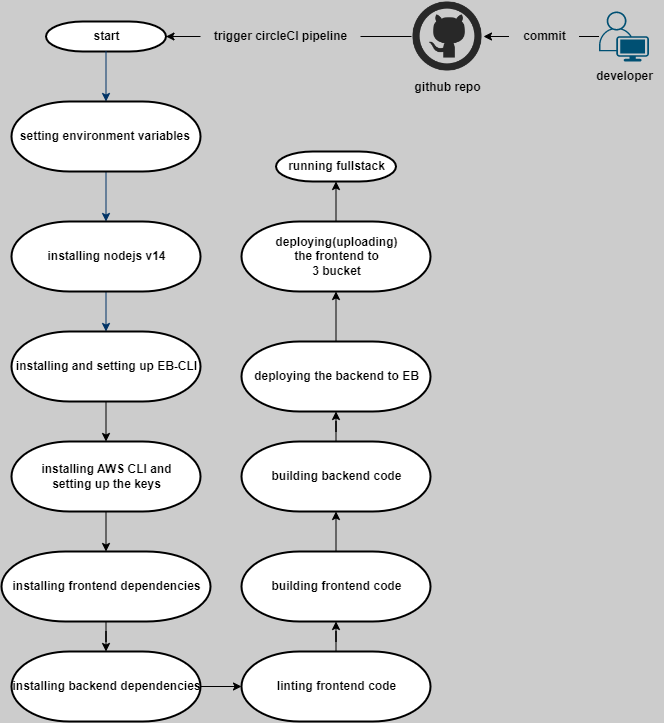 start
trigger circleCI pipeline
commit
github repo
developer
setting environment variables
installing nodejs v14
installing and setting up EB-CLI
installing AWS CLI and
setting up the keys
installing frontend dependencies
installing backend dependencies
linting frontend code
building frontend code
building backend code
deploying the backend to EB
deploying(uploading)
the frontend to
3 bucket
running fullstack